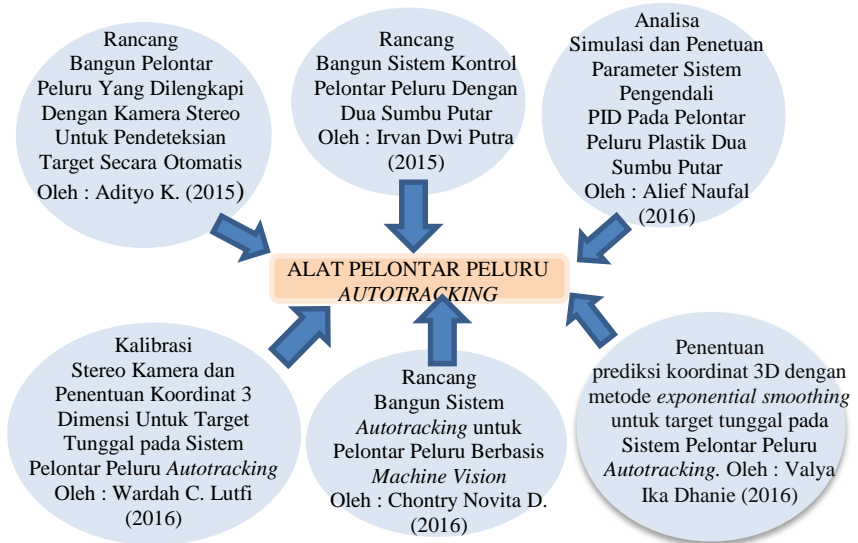 Rancang
Bangun Pelontar
Peluru Yang Dilengkapi
Dengan Kamera Stereo
Untuk Pendeteksian
Target Secara Otomatis
Oleh : Adityo K. (2015)
Rancang
Bangun Sistem Kontrol
Pelontar Peluru Dengan
Dua Sumbu Putar
Oleh : Irvan Dwi Putra
(2015)
Analisa
Simulasi dan Penetuan
Parameter Sistem
Pengendali
PID Pada Pelontar
Peluru Plastik Dua
Sumbu Putar
Oleh : Alief Naufal
(2016)
ALAT PELONTAR PELURU
AUTOTRACKING
Kalibrasi
Stereo Kamera dan
Penentuan Koordinat 3
Dimensi Untuk Target
Tunggal pada Sistem
Pelontar Peluru Autotracking
Oleh : Wardah C. Lutfi
(2016)
Rancang
Bangun Sistem
Autotracking untuk
Pelontar Peluru Berbasis
Machine Vision
Oleh : Chontry Novita D.
(2016)
Penentuan
prediksi koordinat 3D dengan
metode exponential smoothing
untuk target tunggal pada
Sistem Pelontar Peluru
Autotracking. Oleh : Valya
Ika Dhanie (2016)